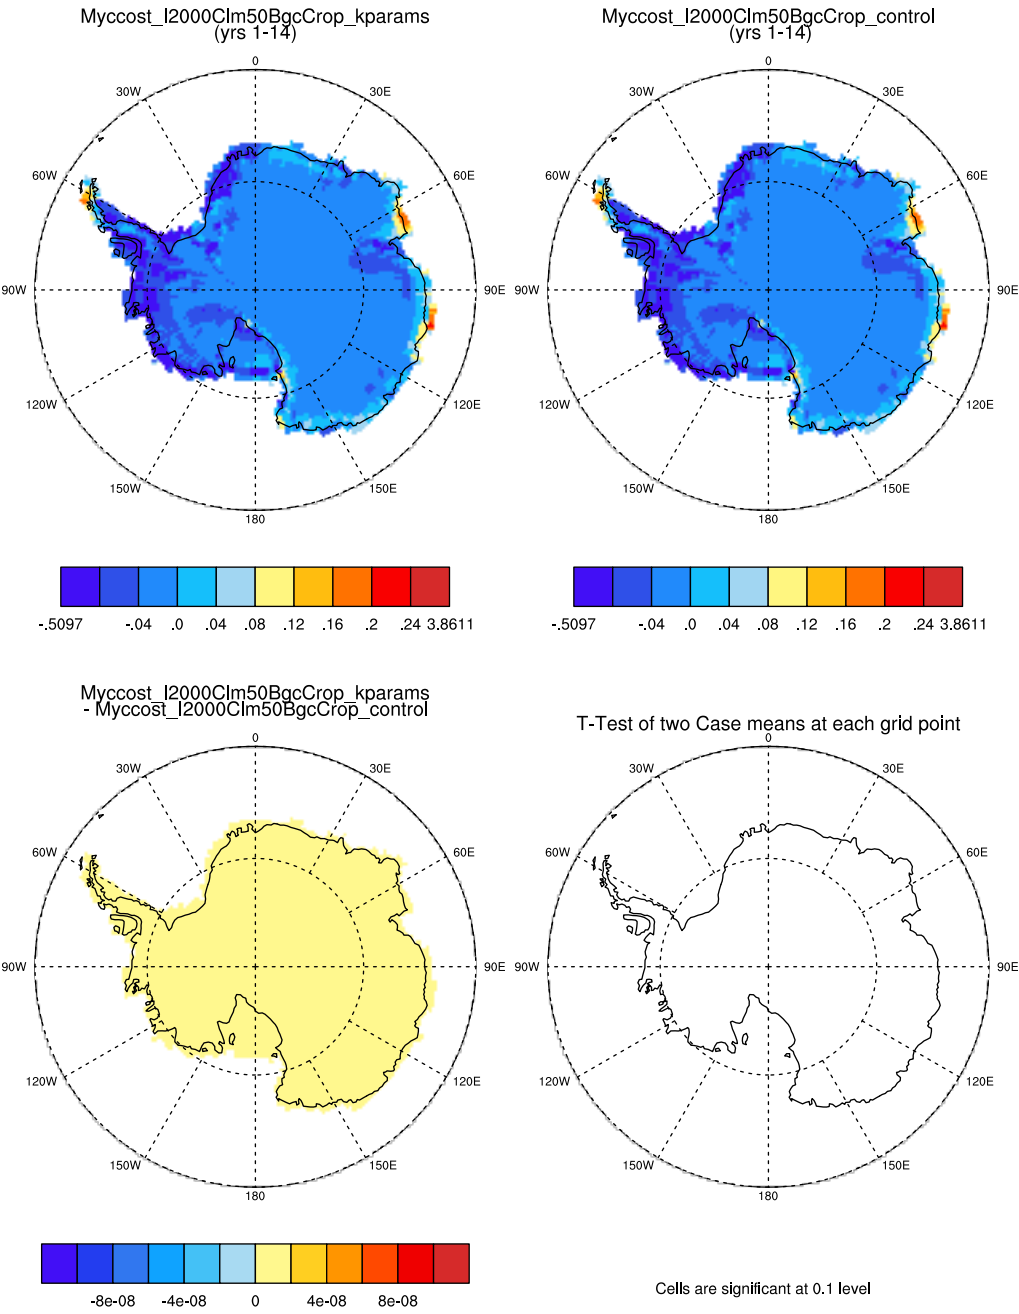 Myccost_I2000Clm50BgcCrop_kparams
(yrs 1-14)
0
30W
30E
60W
60E
90W
90E
120W
120E
150W
150E
180
-.5097 -.04 .0 .04 .08 .12 .16 .2 .24 3.8611
Myccost_I2000Clm50BgcCrop_control
(yrs 1-14)
0
30W
30E
60W
60E
90W
90E
120W
120E
150W
150E
180
-.5097 -.04 .0 .04 .08 .12 .16 .2 .24 3.8611
Myccost_I2000Clm50BgcCrop_kparams
- Myccost_I2000Clm50BgcCrop_control
0
30W
30E
60W
60E
90W
90E
120W
120E
150W
150E
180
-8e-08 -4e-08 0 4e-08 8e-08
T-Test of two Case means at each grid point
0
30W
30E
60W
60E
90W
90E
120W
120E
150W
150E
180
Cells are significant at 0.1 level